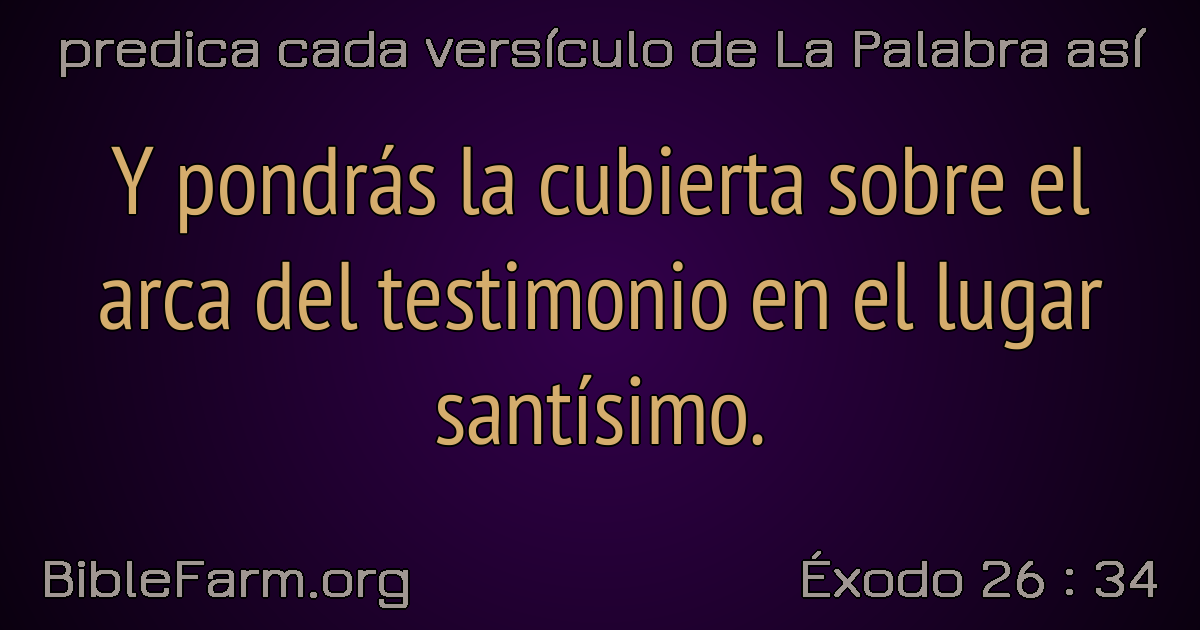 predica cada versículo de La Palabra así
Y pondrás la cubierta sobre el
arca del testimonio en el lugar
santísimo.
BibleFarm.org
Éxodo 26 : 34